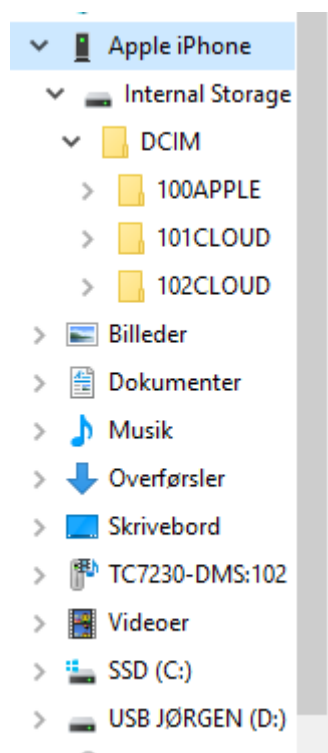 Apple iPhone
Internal Storage
DCIM
100APPLE
101CLOUD
102CLOUD
Billeder
Dokumenter
Musik
Overførsler
Skrivebord
TC7230-DMS:102
Videoer
SSD (C:)
USB JØRGEN (D:)